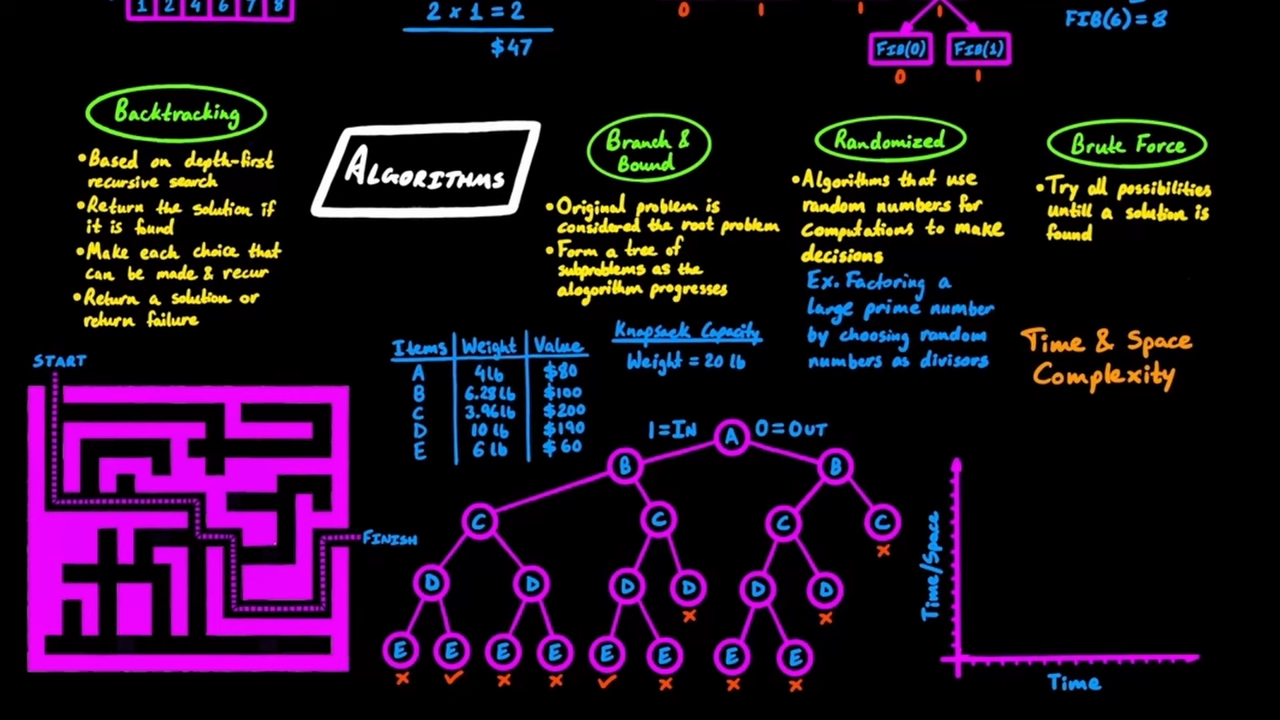 1 2 4 6 7 8
2 x 1 = 2
$47
0 1 1 1
FIB(0) FIB(1)
0 1
FIB(6) = 8
Backtracking
•Based on depth-first
recursive search
•Return the solution if
it is found
•Make each choice that
can be made & recur
•Return a solution or
return failure
ALGORITHMS
Branch &
Bound
•Original problem is
considered the root problem
•Form a tree of
subproblems as the
alogorithm progresses
Randomized
•Algorithms that use
random numbers for
computations to make
decisions
Ex. Factoring a
large prime number
by choosing random
numbers as divisors
Brute Force
•Try all possibilities
untill a solution is
found
Time & Space
Complexity
START
FINISH
Items Weight Value
A 4lb $80
B 6.28lb $100
C 3.96lb $200
D 10 lb $190
E 6 lb $60
Knapsack Capacity
Weight = 20 lb
1=IN A 0=OUT
B B
C C C C
D D D D D D
E E E E E E E E
Time/Space
Time